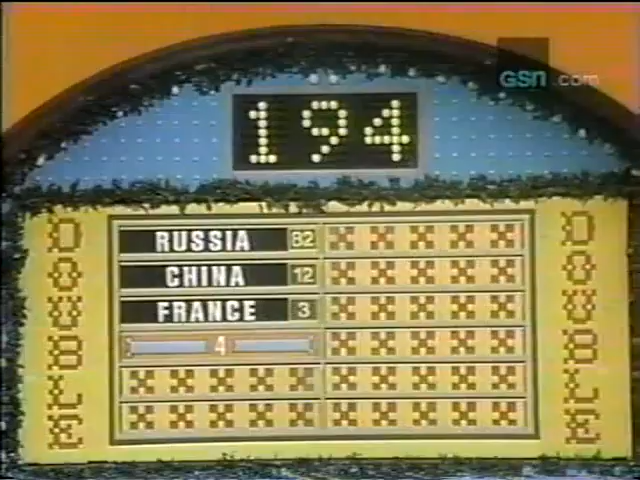 GSN.com
194
RUSSIA 82
CHINA 12
FRANCE 3
4
DOUBLE
DOUBLE